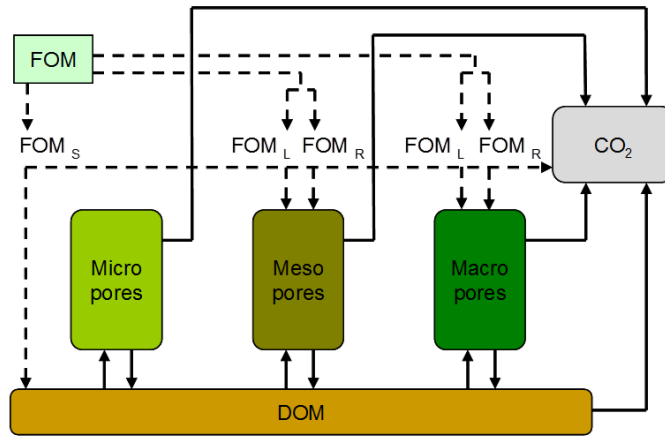 FOM
FOM S
FOM L FOM R
FOM L FOM R
CO2
Micro
pores
Meso
pores
Macro
pores
DOM